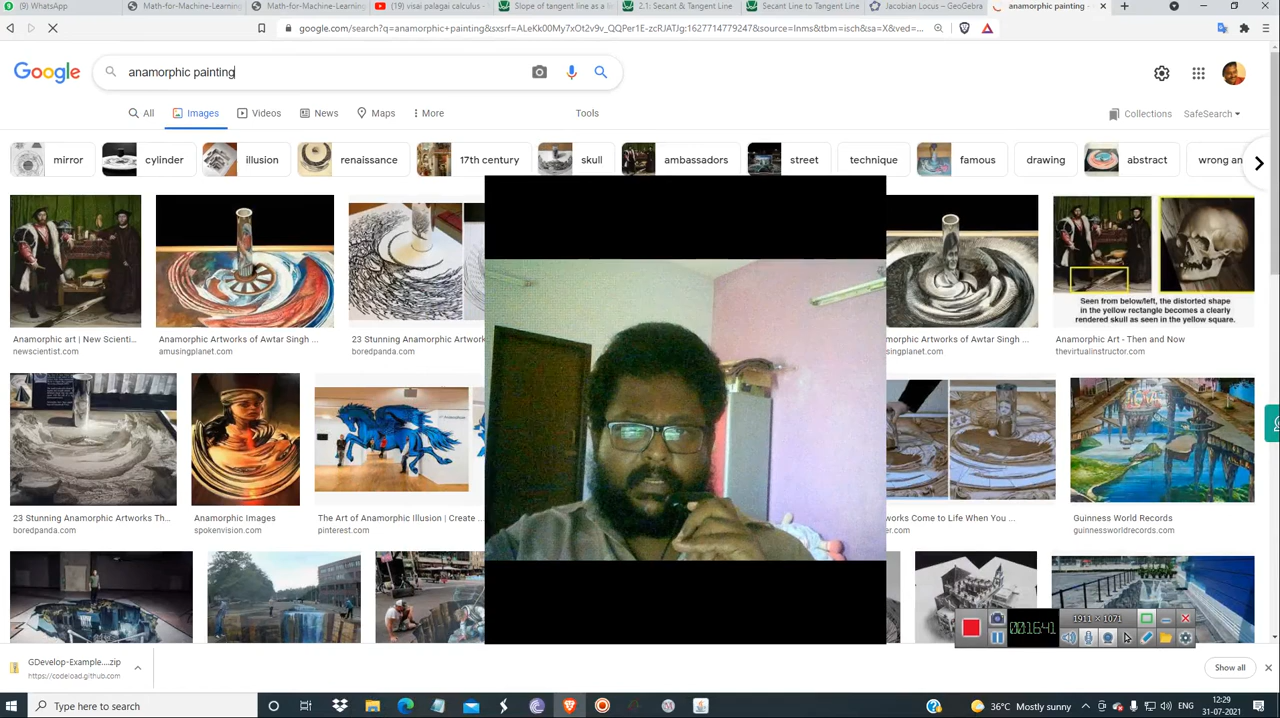 (9) WhatsApp
Math-for-Machine-Learning
Math-for-Machine-Learning
(19) visai palagai calculus -
Slope of tangent line as a li
2.1: Secant & Tangent Line
Secant Line to Tangent Line
Jacobian Locus – GeoGebra
anamorphic painting -
google.com/search?q=anamorphic+painting&sxsrf=ALeKk00My7xOt2v9v_QQPer1E-zcRJATJg:1627714779247&source=lnms&tbm=isch&sa=X&ved=...
Google
anamorphic painting
All
Images
Videos
News
Maps
More
Tools
Collections
SafeSearch
mirror
cylinder
illusion
renaissance
17th century
skull
ambassadors
street
technique
famous
drawing
abstract
wrong an
Seen from below/left, the distorted shape
in the yellow rectangle becomes a clearly
rendered skull as seen in the yellow square.
Anamorphic art | New Scienti...
newscientist.com
Anamorphic Artworks of Awtar Singh ...
amusingplanet.com
23 Stunning Anamorphic Artworks
boredpanda.com
morphic Artworks of Awtar Singh ...
singplanet.com
Anamorphic Art - Then and Now
thevirtualinstructor.com
23 Stunning Anamorphic Artworks Th...
boredpanda.com
Anamorphic Images
spokenvision.com
The Art of Anamorphic Illusion | Create ...
pinterest.com
works Come to Life When You ...
er.com
Guinness World Records
guinnessworldrecords.com
00:16:41
1911 × 1071
GDevelop-Example....zip
https://codeload.github.com
Show all
Type here to search
36°C Mostly sunny
ENG
12:29
31-07-2021